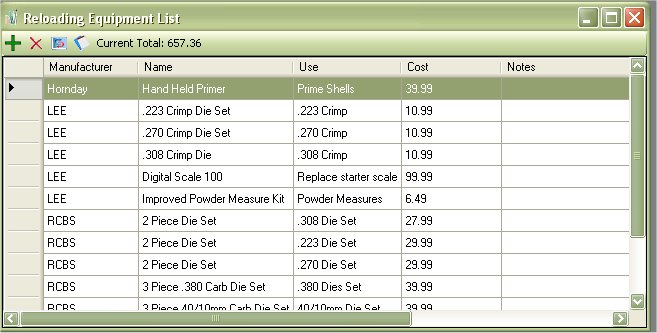 Reloading Equipment List
Current Total: 657.36
Manufacturer Name Use Cost Notes
Hornday Hand Held Primer Prime Shells 39.99
LEE .223 Crimp Die Set .223 Crimp 10.99
LEE .270 Crimp Die Set .270 Crimp 10.99
LEE .308 Crimp Die .308 Crimp 10.99
LEE Digital Scale 100 Replace starter scale 99.99
LEE Improved Powder Measure Kit Powder Measures 6.49
RCBS 2 Piece Die Set .308 Die Set 27.99
RCBS 2 Piece Die Set .223 Die Set 29.99
RCBS 2 Piece Die Set .270 Die Set 29.99
RCBS 3 Piece .380 Carb Die Set .380 Dies Set 39.99
RCBS 3 Piece 40/10mm Carb Die Set 40/10mm Die Set 39.99